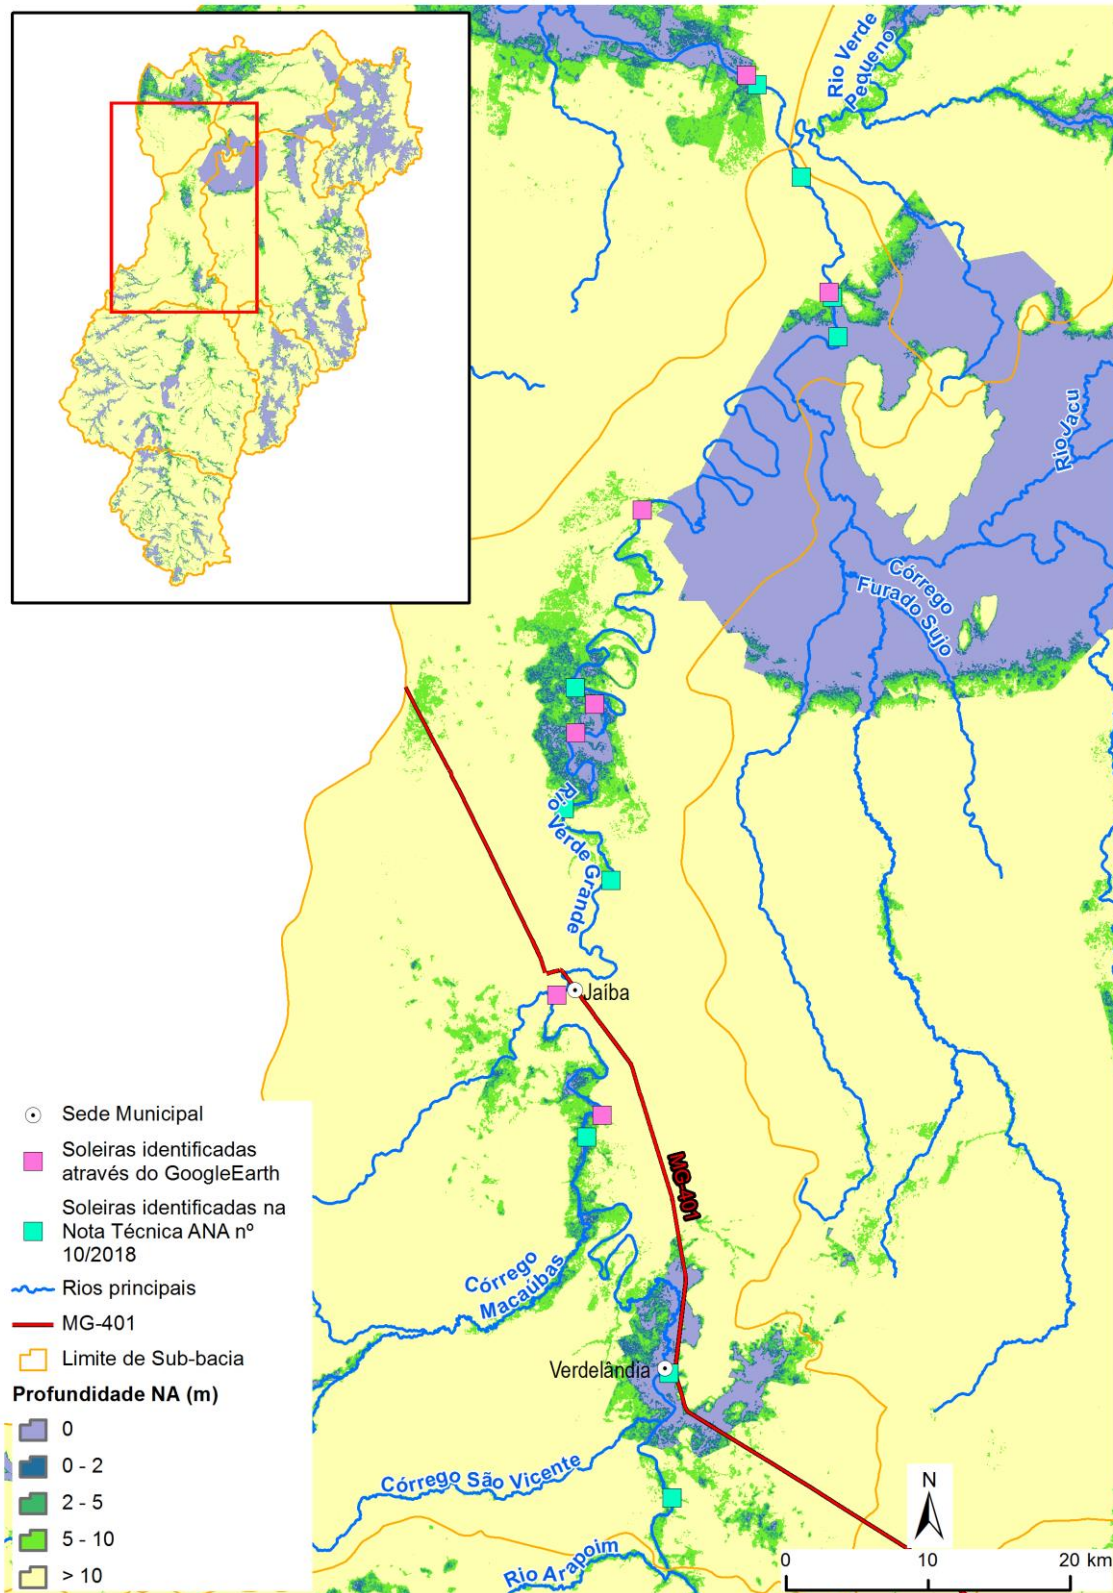 Rio Verde
Pequeno
Rio Jacu
Córrego
Furado Sujo
Rio
Verde Grande
Jaíba
MG-401
Córrego
Macaúbas
Verdelândia
Córrego São Vicente
Rio Arapoim
Sede Municipal
Soleiras identificadas
através do GoogleEarth
Soleiras identificadas na
Nota Técnica ANA nº
10/2018
Rios principais
MG-401
Limite de Sub-bacia
Profundidade NA (m)
0
0 - 2
2 - 5
5 - 10
> 10
N
0 10 20 km